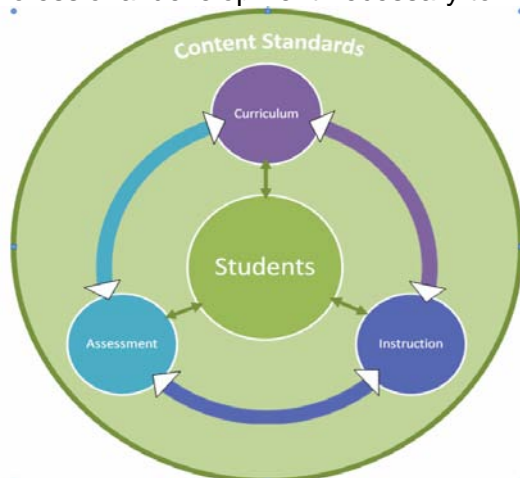 Content Standards
Curriculum
Students
Assessment
Instruction